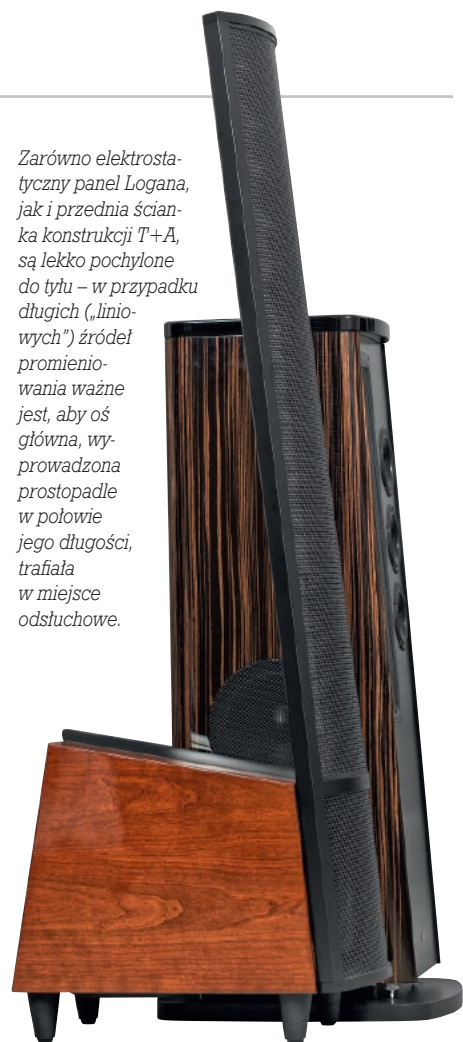 Zarówno elektrosta-
tyczny panel Logana,
jak i przednia ścian-
ka konstrukcji T+A,
są lekko pochylone
do tyłu – w przypadku
długich („linio-
wych”) źródeł
promienio-
wania ważne
jest, aby oś
główna, wy-
prowadzona
prostopadle
w połowie
jego długości,
trafiała
w miejsce
odsłuchowe.